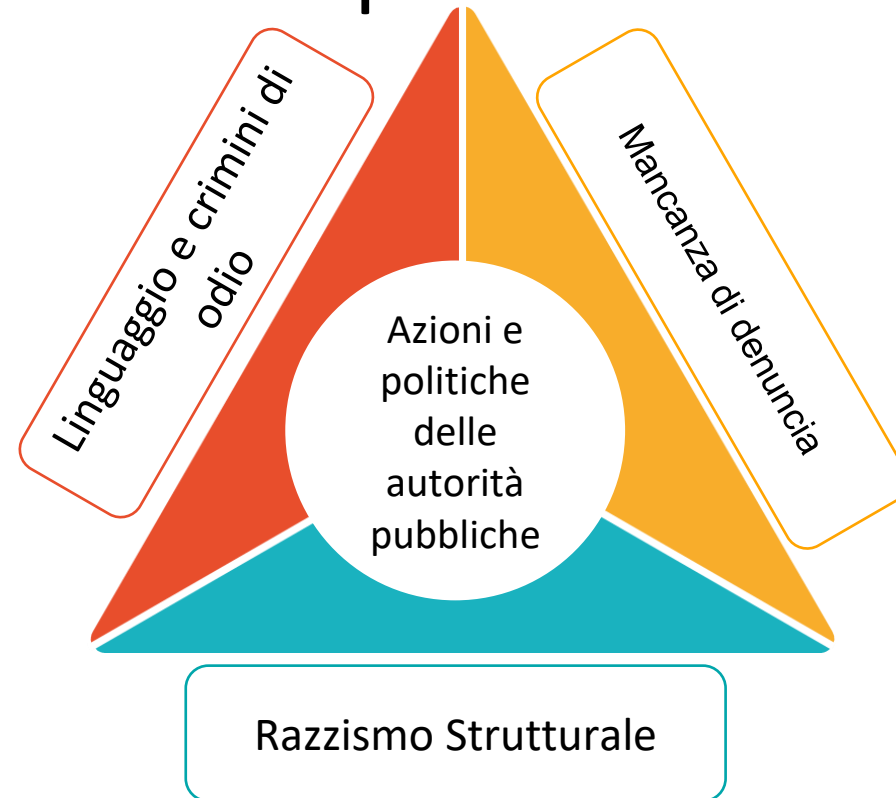 Linguaggio e crimini di
odio
Mancanza di denuncia
Azioni e
politiche
delle
autorità
pubbliche
Razzismo Strutturale